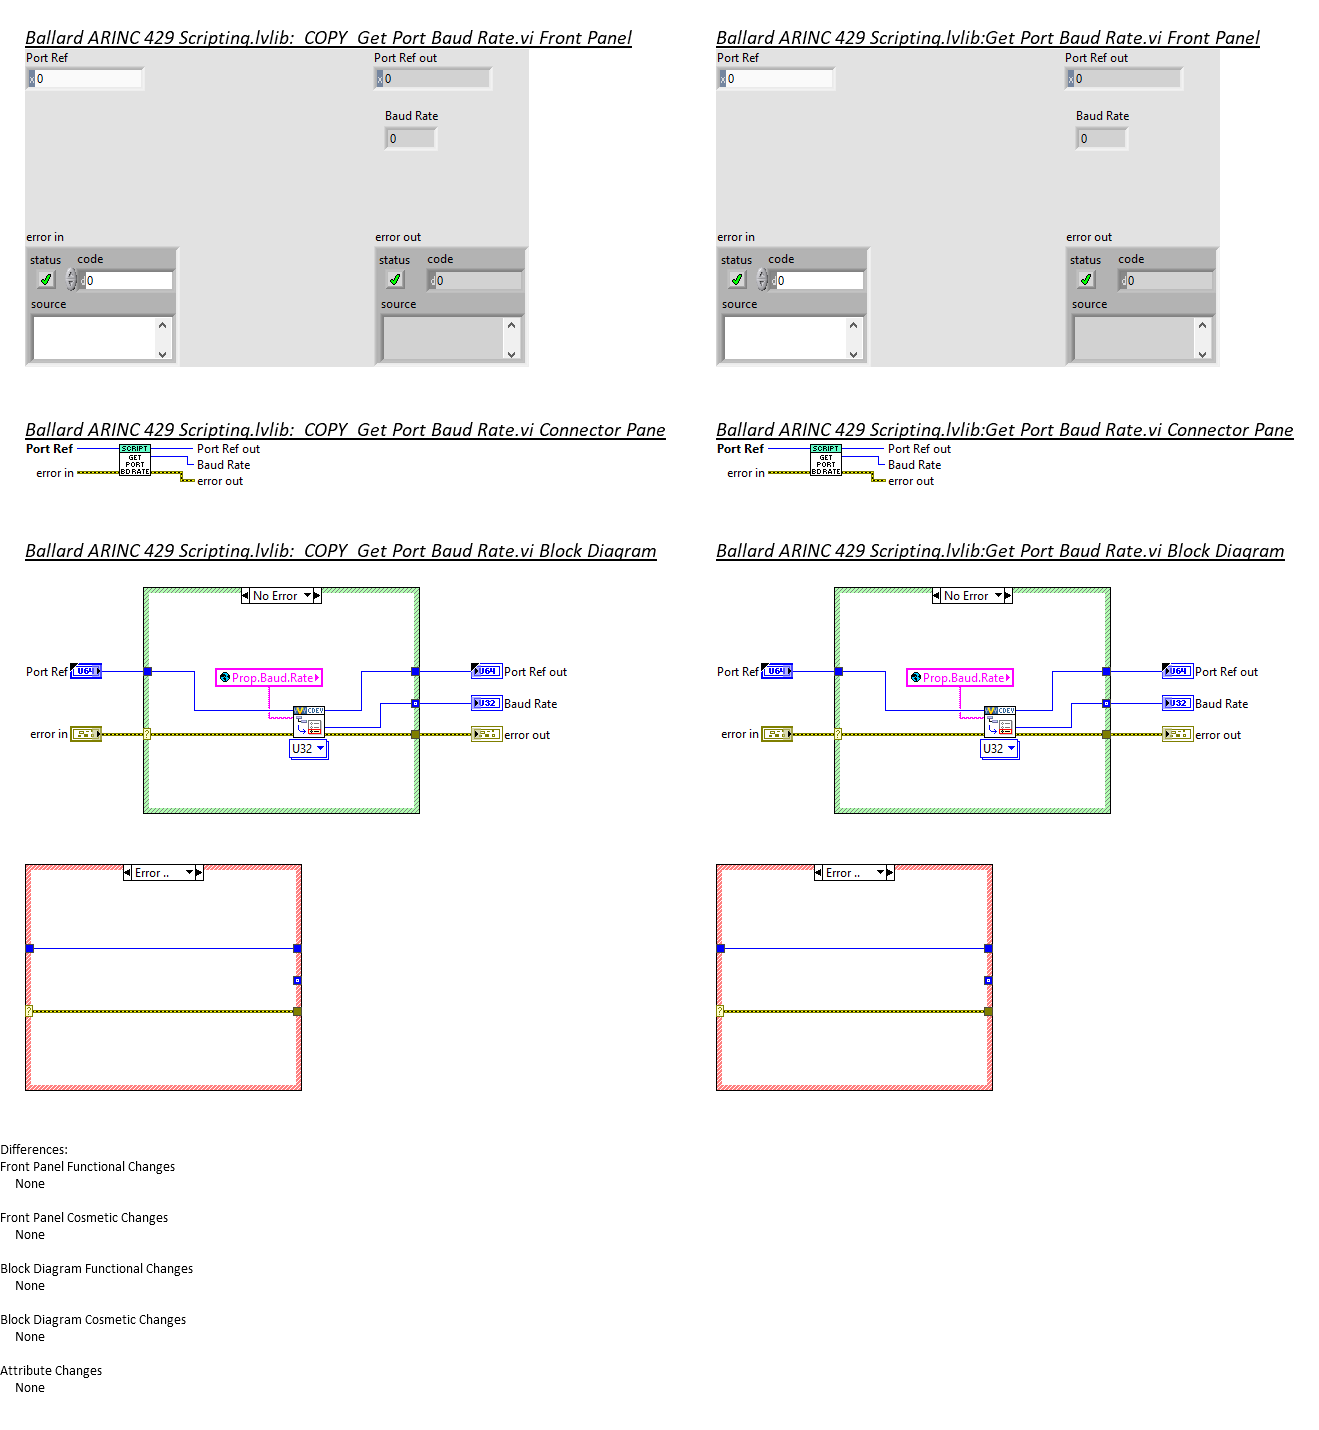 Ballard ARINC 429 Scripting.lvlib:_COPY_Get Port Baud Rate.vi Front Panel
Port Ref
Port Ref out
x 0
x 0
Baud Rate
0
error in
error out
status
code
status
code
d 0
d 0
source
source
Ballard ARINC 429 Scripting.lvlib:Get Port Baud Rate.vi Front Panel
Port Ref
Port Ref out
x 0
x 0
Baud Rate
0
error in
error out
status
code
status
code
d 0
d 0
source
source
Ballard ARINC 429 Scripting.lvlib:_COPY_Get Port Baud Rate.vi Connector Pane
Port Ref
SCRIPT
Port Ref out
GET
PORT
Baud Rate
error in
BD RATE
error out
Ballard ARINC 429 Scripting.lvlib:Get Port Baud Rate.vi Connector Pane
Port Ref
SCRIPT
Port Ref out
GET
PORT
Baud Rate
error in
BD RATE
error out
Ballard ARINC 429 Scripting.lvlib:_COPY_Get Port Baud Rate.vi Block Diagram
No Error
Port Ref
U64
Prop.Baud.Rate
U64
Port Ref out
CDEV
U32
Baud Rate
error in
?
error out
U32
Error ..
?
Ballard ARINC 429 Scripting.lvlib:Get Port Baud Rate.vi Block Diagram
No Error
Port Ref
U64
Prop.Baud.Rate
U64
Port Ref out
CDEV
U32
Baud Rate
error in
?
error out
U32
Error ..
?
Differences:
Front Panel Functional Changes
None
Front Panel Cosmetic Changes
None
Block Diagram Functional Changes
None
Block Diagram Cosmetic Changes
None
Attribute Changes
None